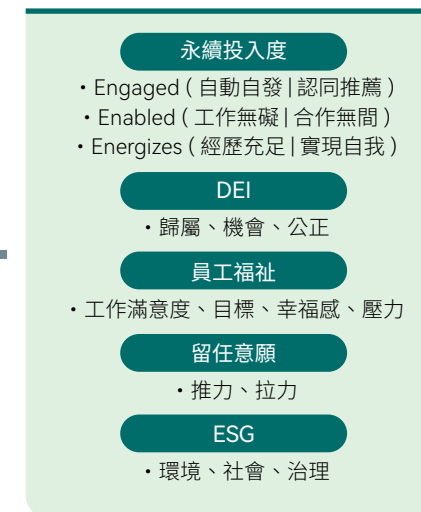 永續投入度
・Engaged（自動自發|認同推薦）
・Enabled（工作無礙|合作無間）
・Energizes（經歷充足|實現自我）
DEI
・歸屬、機會、公正
員工福祉
・工作滿意度、目標、幸福感、壓力
留任意願
・推力、拉力
ESG
・環境、社會、治理